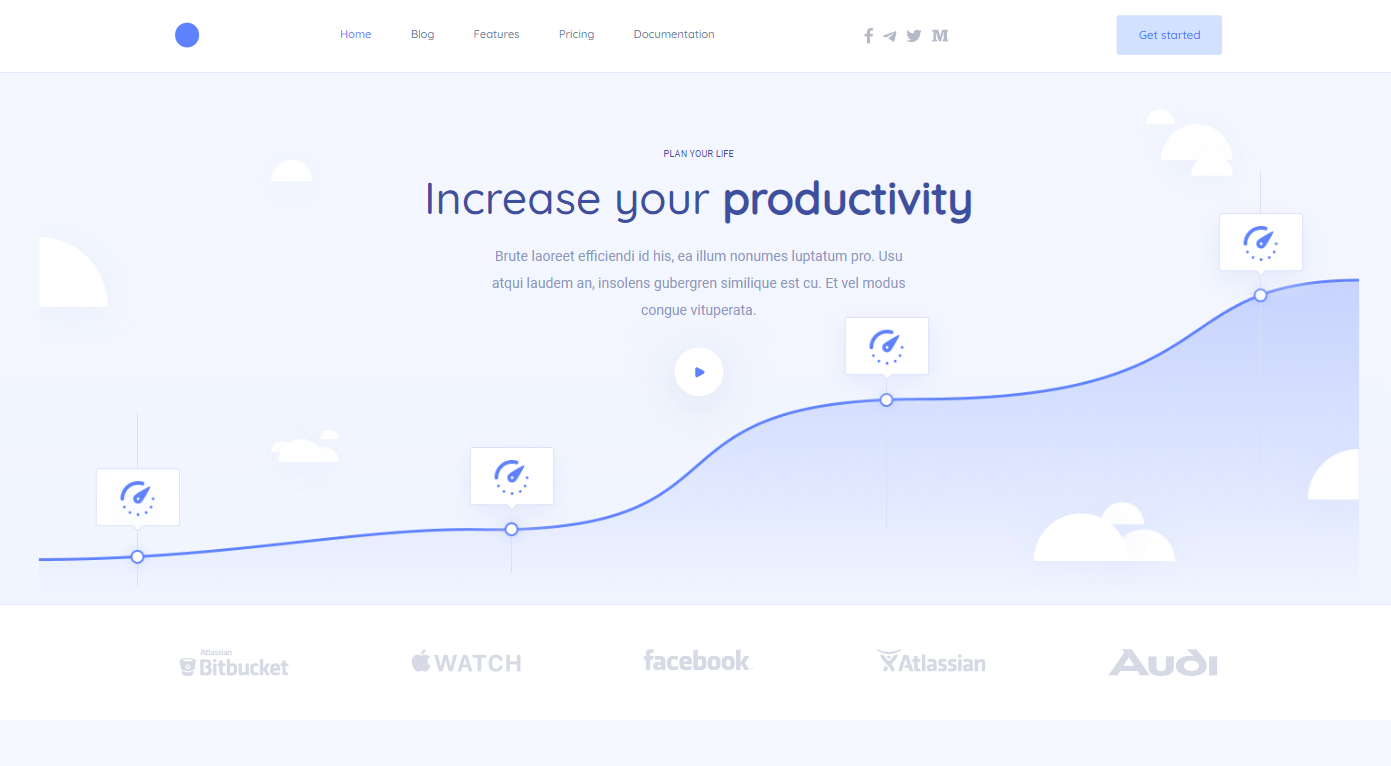 Home Blog Features Pricing Documentation Get started
PLAN YOUR LIFE
Increase your productivity
Brute laoreet efficiendi id his, ea illum nonumes luptatum pro. Usu
atqui laudem an, insolens gubergren similique est cu. Et vel modus
congue vituperata.
Atlassian
Bitbucket
WATCH
facebook
Atlassian
Audi